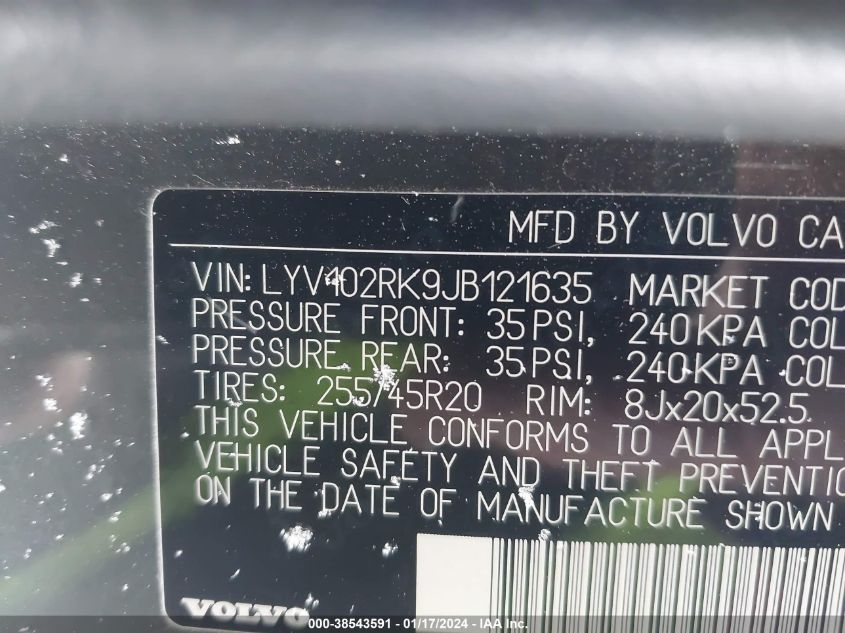 MFD BY VOLVO CA
VIN: LYV402RK9JB121635 MARKET COD
PRESSURE FRONT: 35PSI, 240KPA COL
PRESSURE REAR: 35PSI, 240KPA COL
TIRES: 255/45R20 RIM: 8Jx20x52.5
THIS VEHICLE CONFORMS TO ALL APPL
VEHICLE SAFETY AND THEFT PREVENTIO
ON THE DATE OF MANUFACTURE SHOWN
VOLVO
000-38543591 - 01/17/2024 - IAA Inc.